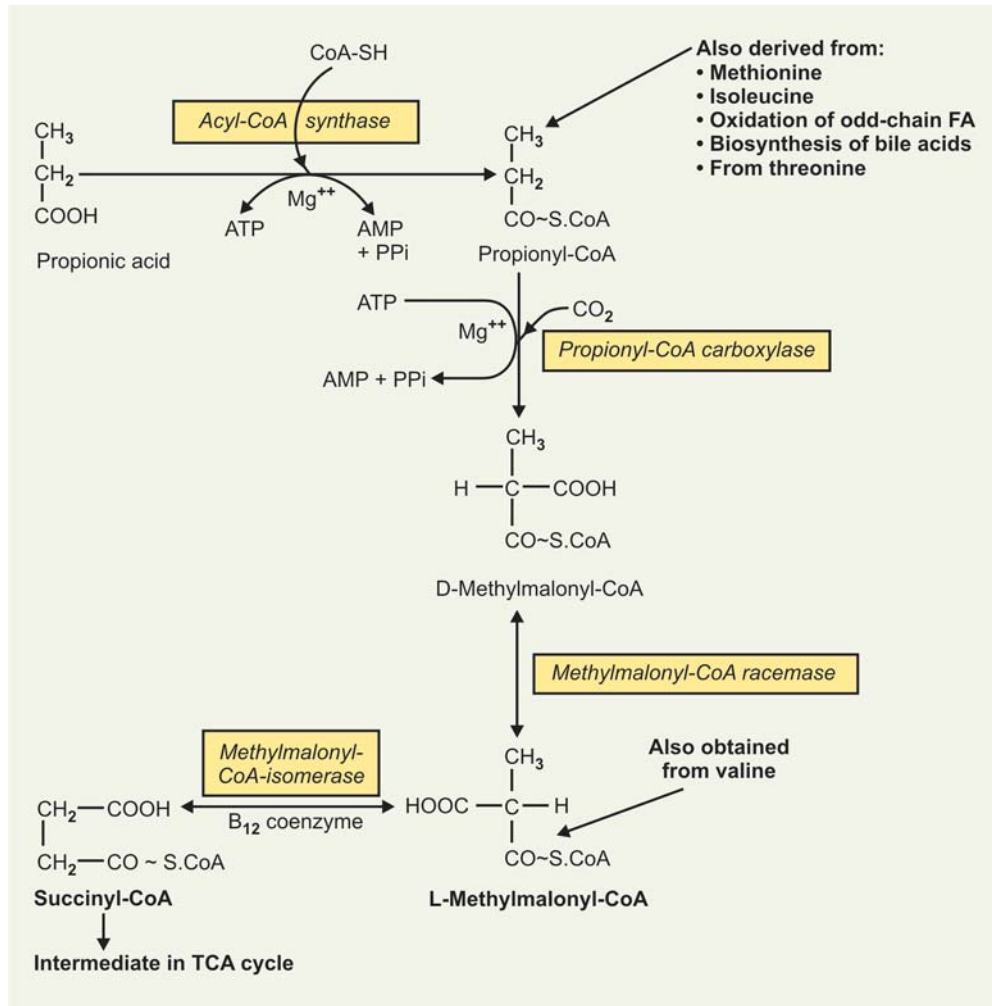 CoA-SH
Acyl-CoA synthase
CH₃
CH₂
COOH
Propionic acid
Mg⁺⁺
ATP
AMP
+ PPi
CH₃
CH₂
CO~S.CoA
Propionyl-CoA
Also derived from:
• Methionine
• Isoleucine
• Oxidation of odd-chain FA
• Biosynthesis of bile acids
• From threonine
ATP
Mg⁺⁺
CO₂
Propionyl-CoA carboxylase
AMP + PPi
CH₃
H—C—COOH
CO~S.CoA
D-Methylmalonyl-CoA
Methylmalonyl-CoA racemase
Also obtained
from valine
CH₃
HOOC—C—H
CO~S.CoA
L-Methylmalonyl-CoA
Methylmalonyl-
CoA-isomerase
B₁₂ coenzyme
CH₂—COOH
CH₂—CO ~ S.CoA
Succinyl-CoA
Intermediate in TCA cycle